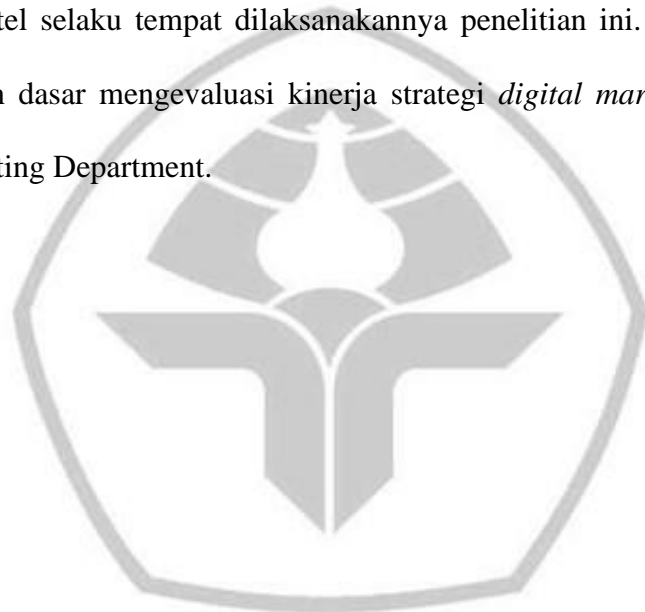 tel selaku tempat dilaksanakannya penelitian ini.
dasar mengevaluasi kinerja strategi digital mar
ting Department.